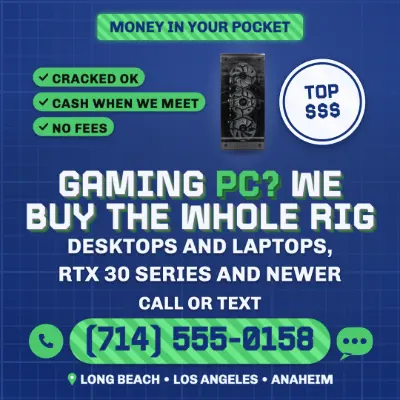 MONEY IN YOUR POCKET
CRACKED OK
CASH WHEN WE MEET
NO FEES
TOP
$$$
GAMING PC? WE
BUY THE WHOLE RIG
DESKTOPS AND LAPTOPS,
RTX 30 SERIES AND NEWER
CALL OR TEXT
(714) 555-0158
LONG BEACH • LOS ANGELES • ANAHEIM